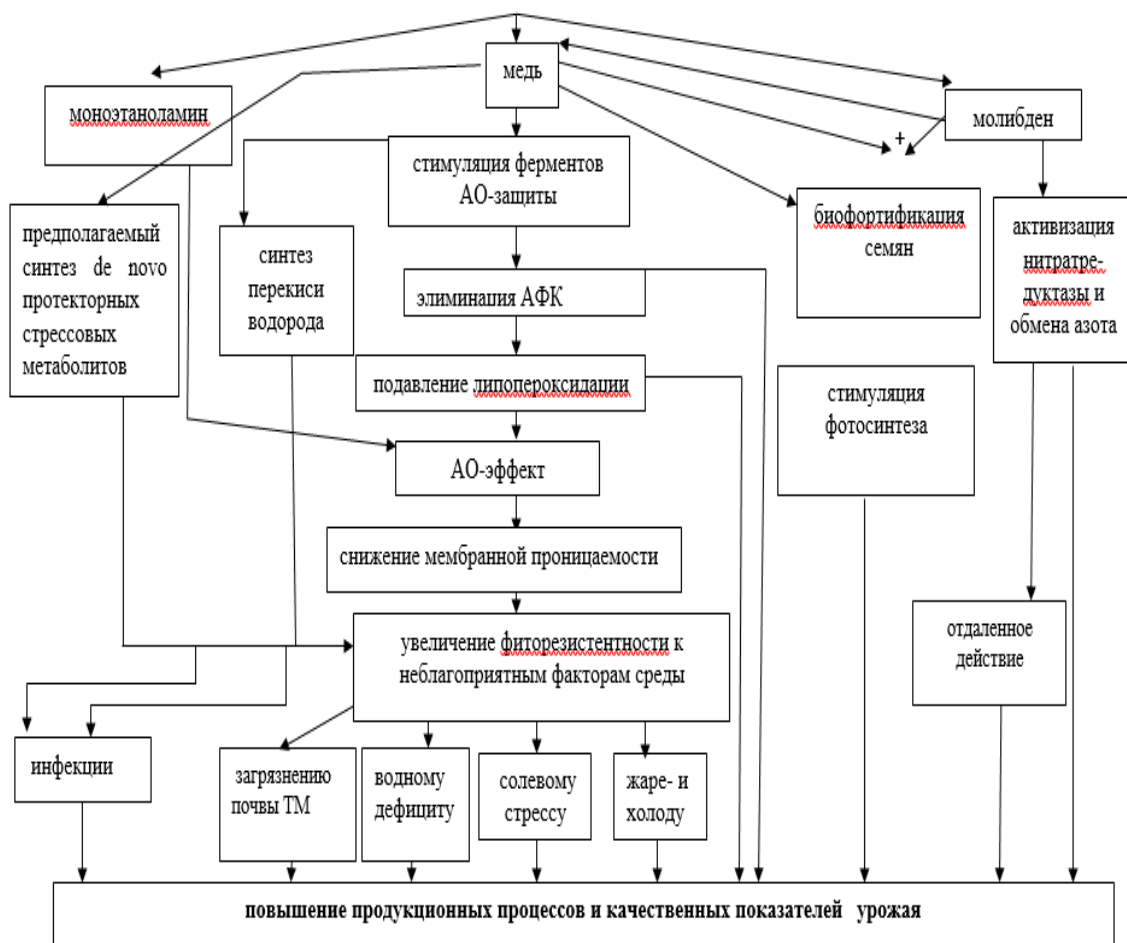 медь
моноэтаноламин
молибден
+
стимуляция ферментов
АО-защиты
биофортификация
семян
предполагаемый
синтез de novo
протекторных
стрессовых
метаболитов
синтез
перекиси
водорода
активизация
нитратре-
дуктазы и
обмена азота
элиминация АФК
подавление липопероксидации
стимуляция
фотосинтеза
АО-эффект
снижение мембранной проницаемости
увеличение фиторезистентности к
неблагоприятным факторам среды
отдаленное
действие
инфекции
загрязнению
почвы ТМ
водному
дефициту
солевому
стрессу
жаре- и
холоду
повышение продукционных процессов и качественных показателей урожая